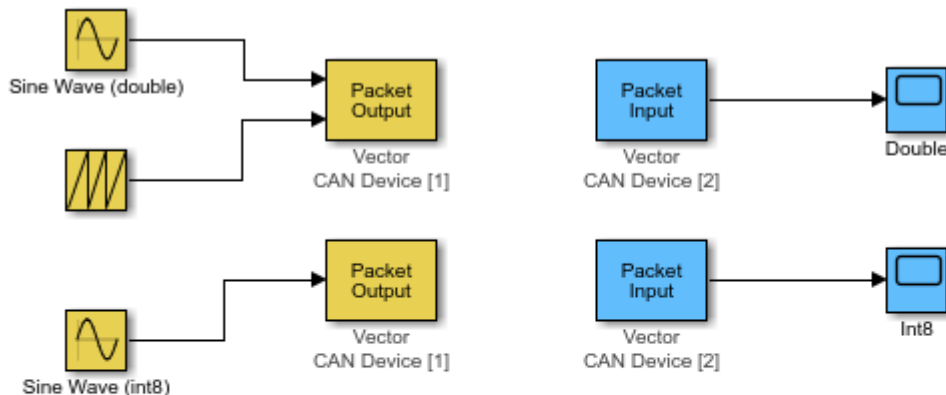 Sine Wave (double)
Packet
Output
Vector
CAN Device [1]
Packet
Input
Vector
CAN Device [2]
Double
Packet
Output
Vector
CAN Device [1]
Packet
Input
Vector
CAN Device [2]
Int8
Sine Wave (int8)